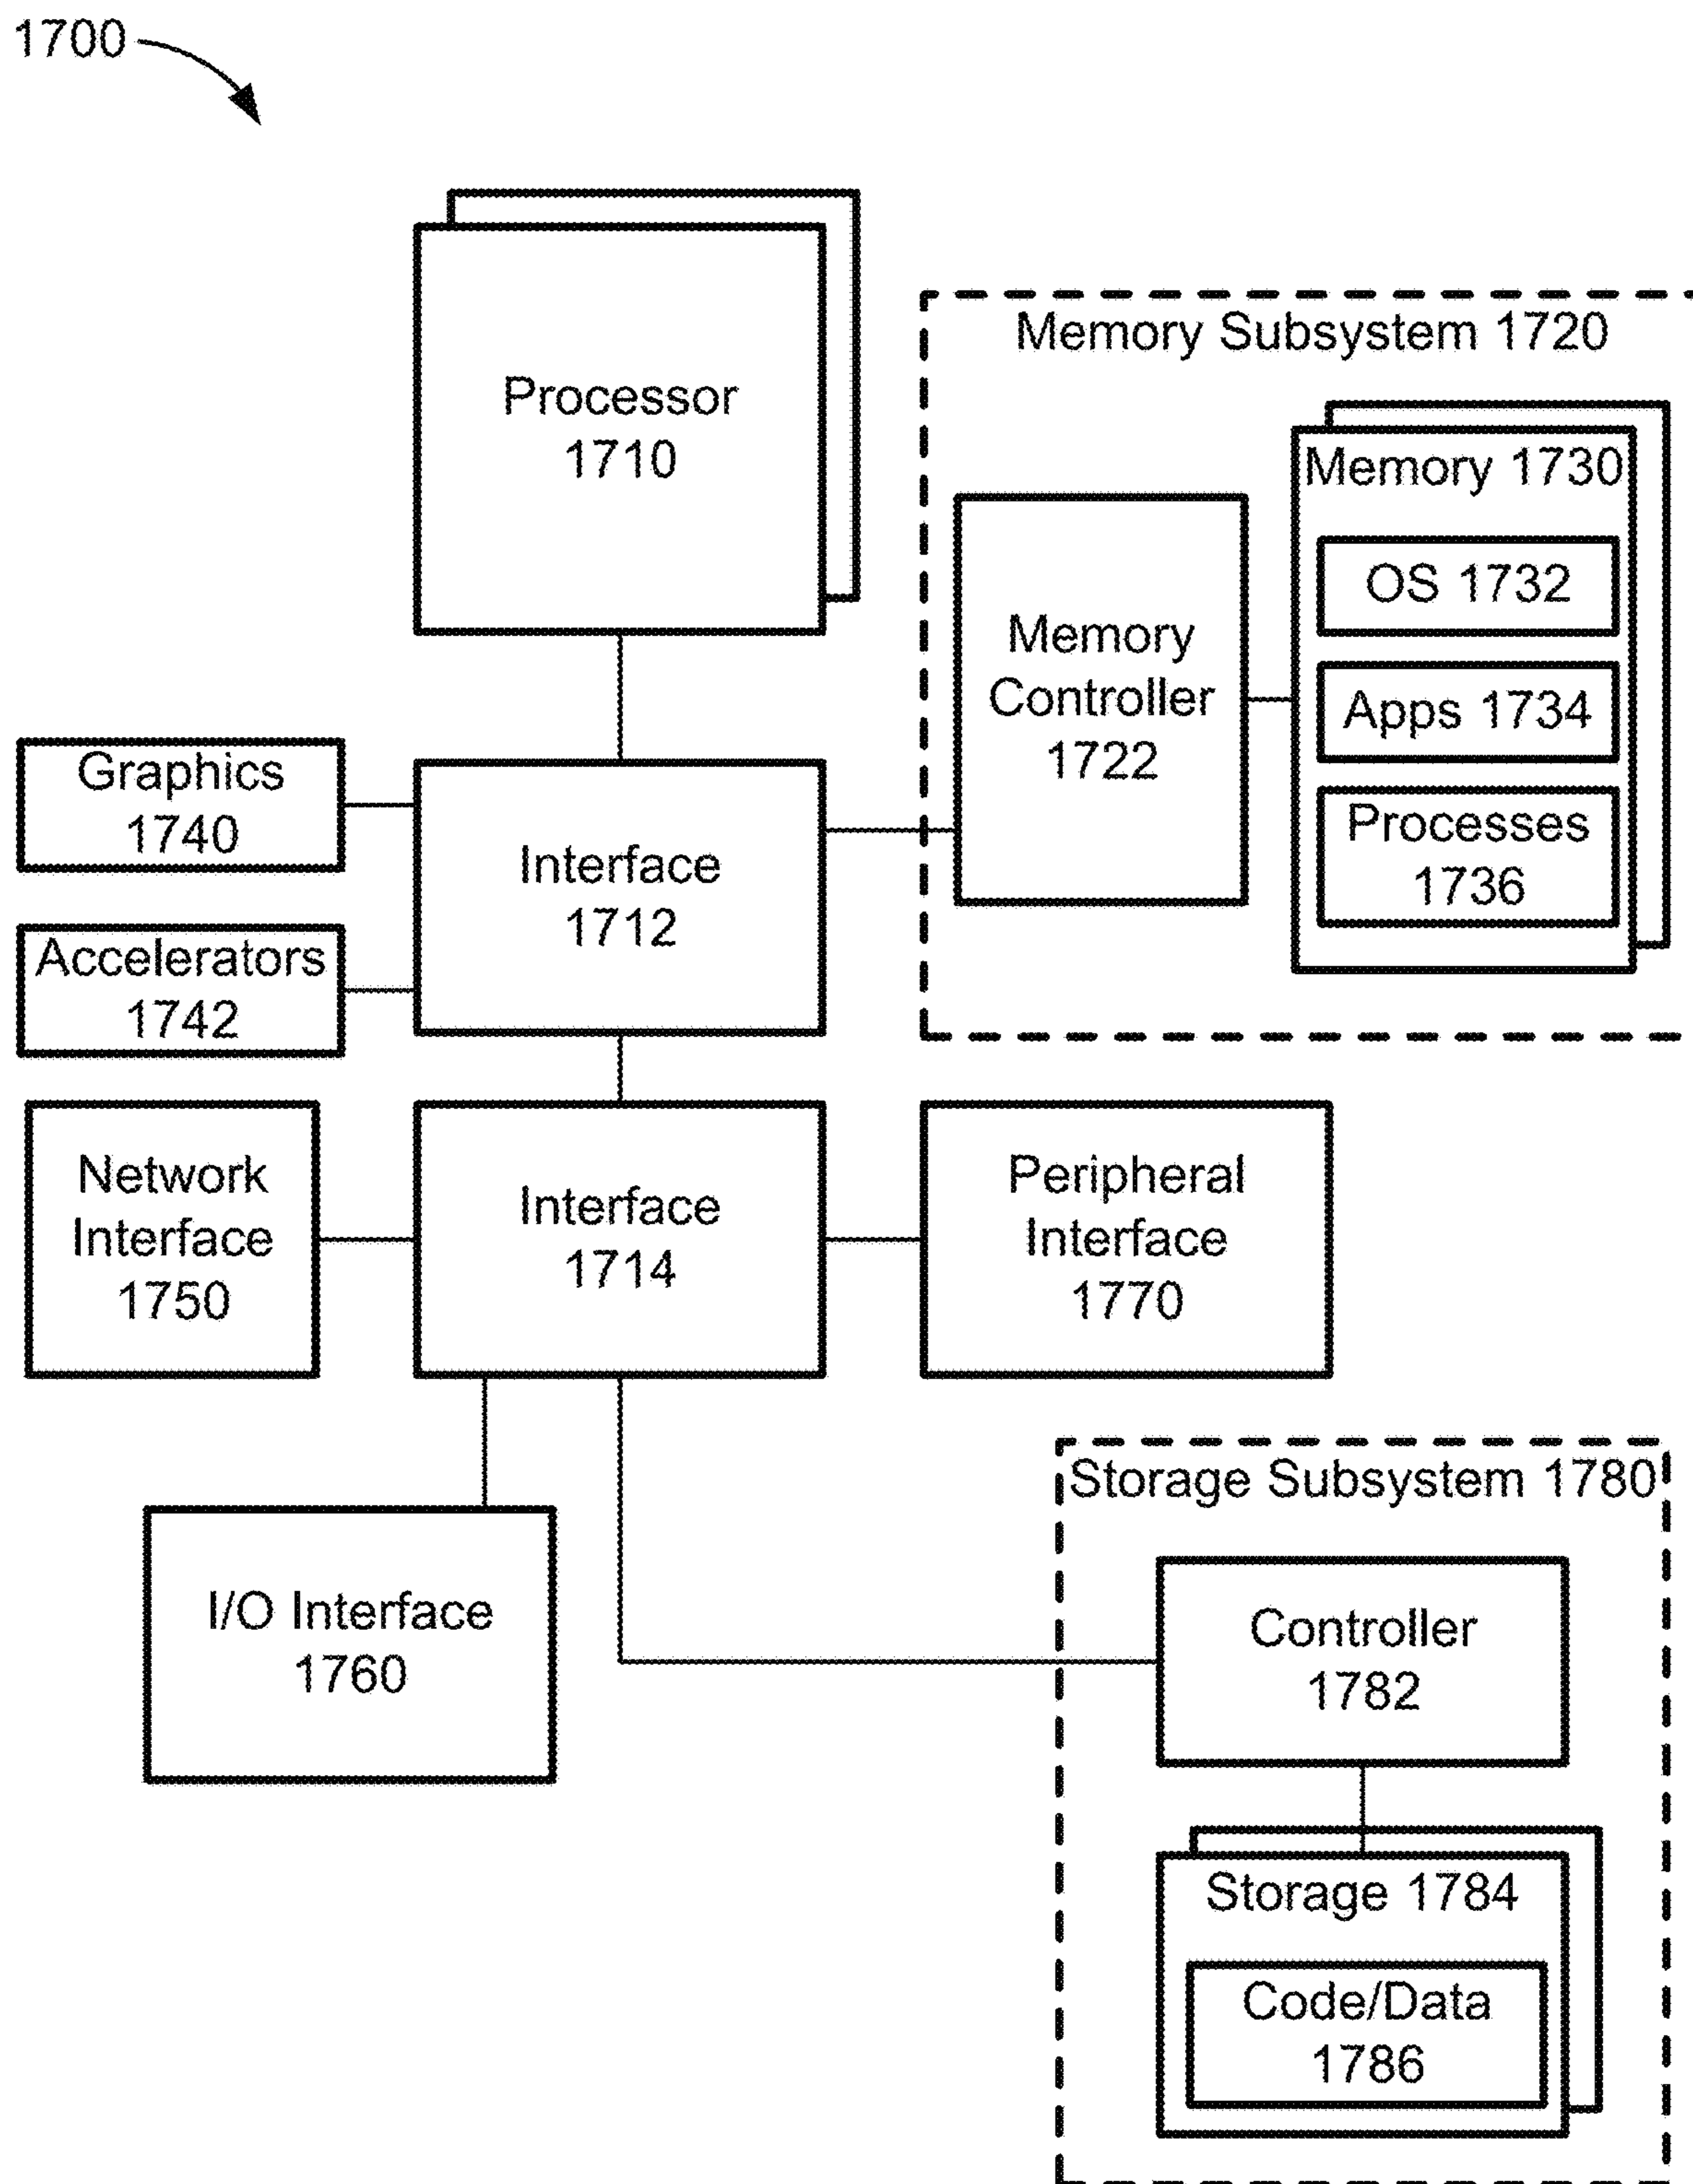 1700
Processor
1710
Memory Subsystem 1720
Memory
Controller
1722
Memory 1730
OS 1732
Apps 1734
Processes
1736
Graphics
1740
Accelerators
1742
Interface
1712
Network
Interface
1750
Interface
1714
Peripheral
Interface
1770
I/O Interface
1760
Storage Subsystem 1780
Controller
1782
Storage 1784
Code/Data
1786